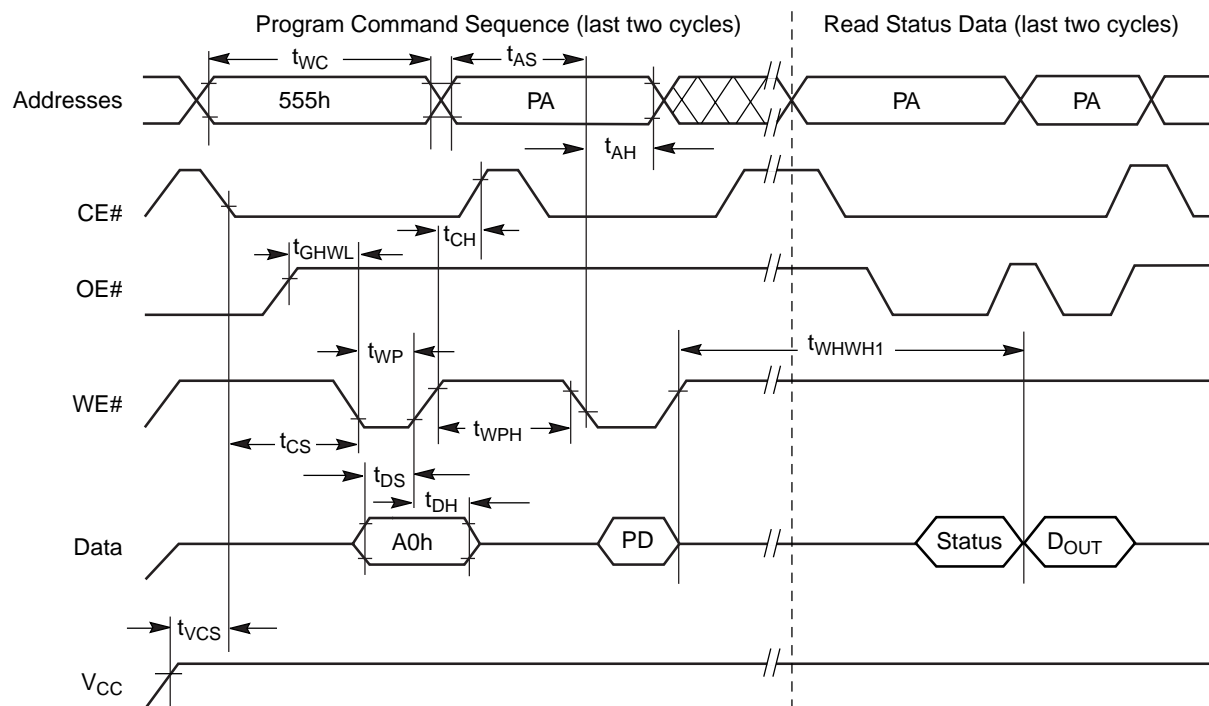 Program Command Sequence (last two cycles) Read Status Data (last two cycles)
tWC tAS
Addresses 555h PA PA PA
tAH
CE#
tGHWL tCH
OE#
tWP tWHWH1
WE#
tCS tWPH
tDS
tDH
Data A0h PD Status DOUT
tVCS
VCC